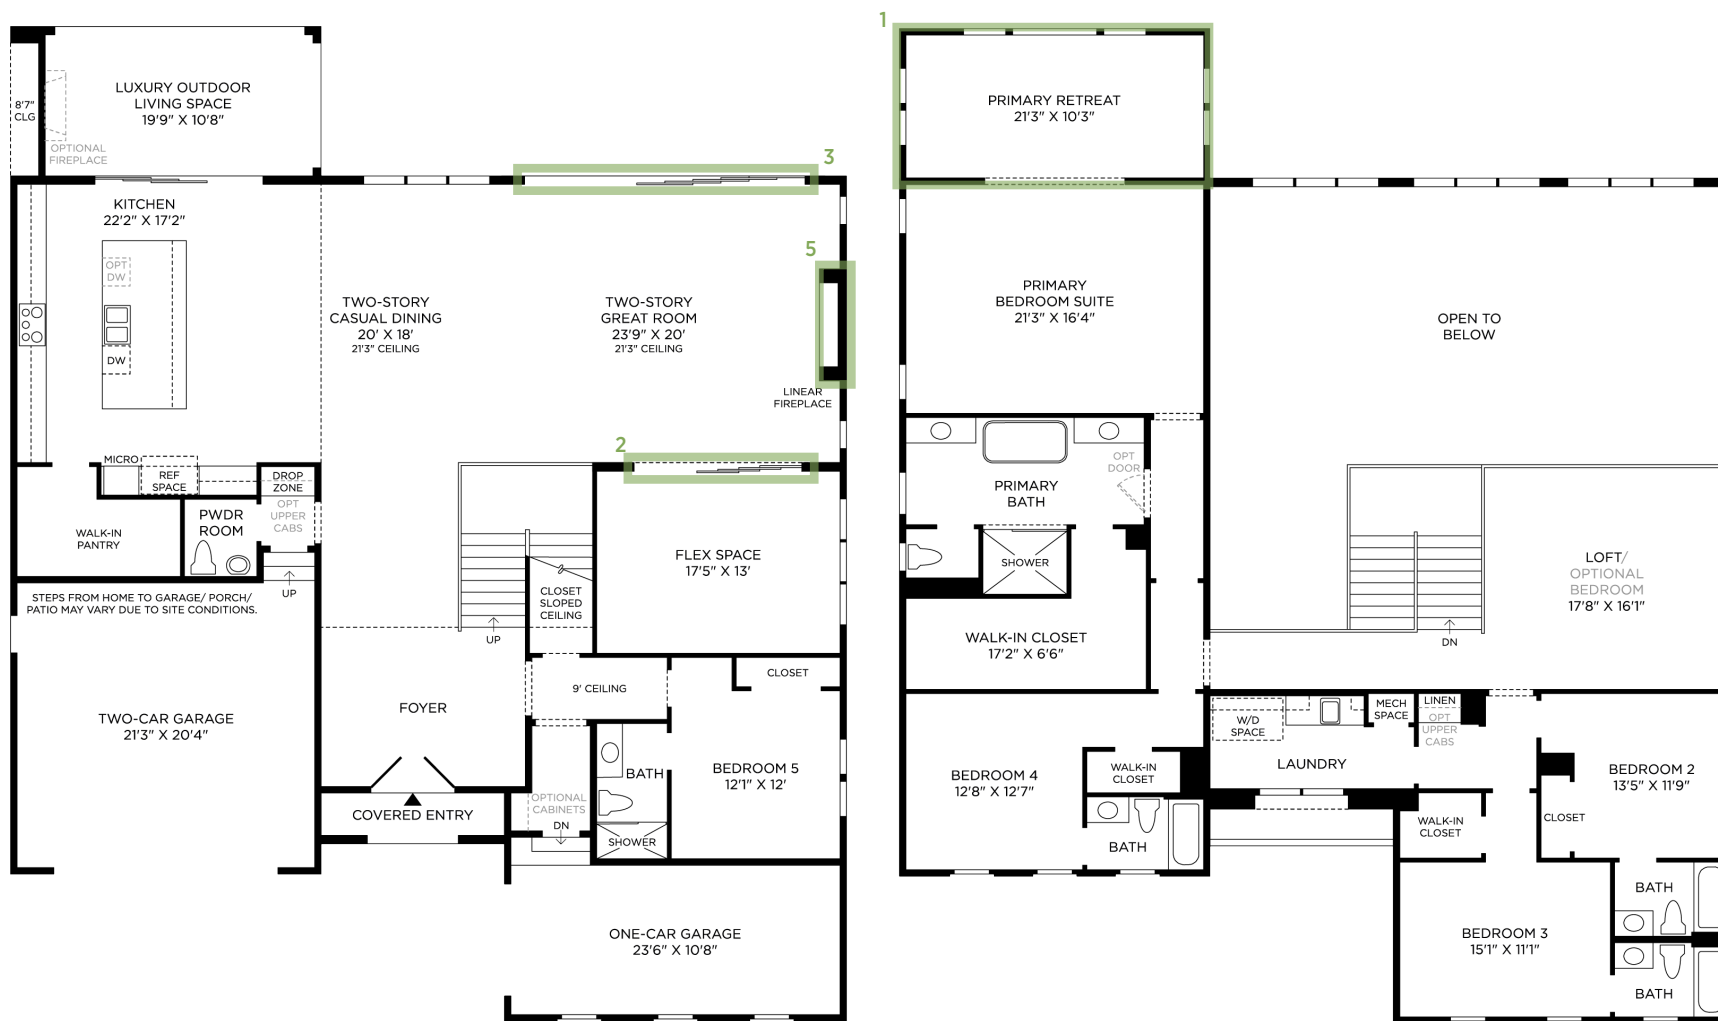 LUXURY OUTDOOR
LIVING SPACE
19'9" X 10'8"
8'7"
CLG
OPTIONAL
FIREPLACE
3
KITCHEN
22'2" X 17'2"
OPT
DW
DW
5
TWO-STORY
CASUAL DINING
20' X 18'
21'3" CEILING
TWO-STORY
GREAT ROOM
23'9" X 20'
21'3" CEILING
LINEAR
FIREPLACE
2
MICRO
REF
SPACE
DROP
ZONE
OPT
UPPER
CABS
PWDR
ROOM
WALK-IN
PANTRY
UP
STEPS FROM HOME TO GARAGE/ PORCH/
PATIO MAY VARY DUE TO SITE CONDITIONS.
FLEX SPACE
17'5" X 13'
CLOSET
SLOPED
CEILING
UP
9' CEILING
CLOSET
FOYER
TWO-CAR GARAGE
21'3" X 20'4"
BATH
BEDROOM 5
12'1" X 12'
OPTIONAL
CABINETS
COVERED ENTRY
DN
SHOWER
ONE-CAR GARAGE
23'6" X 10'8"
1
PRIMARY RETREAT
21'3" X 10'3"
PRIMARY
BEDROOM SUITE
21'3" X 16'4"
OPEN TO
BELOW
OPT
DOOR
PRIMARY
BATH
SHOWER
LOFT/
OPTIONAL
BEDROOM
17'8" X 16'1"
DN
WALK-IN CLOSET
17'2" X 6'6"
W/D
SPACE
MECH
SPACE
LINEN
OPT
UPPER
CABS
LAUNDRY
BEDROOM 4
12'8" X 12'7"
WALK-IN
CLOSET
BEDROOM 2
13'5" X 11'9"
WALK-IN
CLOSET
CLOSET
BATH
BATH
BEDROOM 3
15'1" X 11'1"
BATH